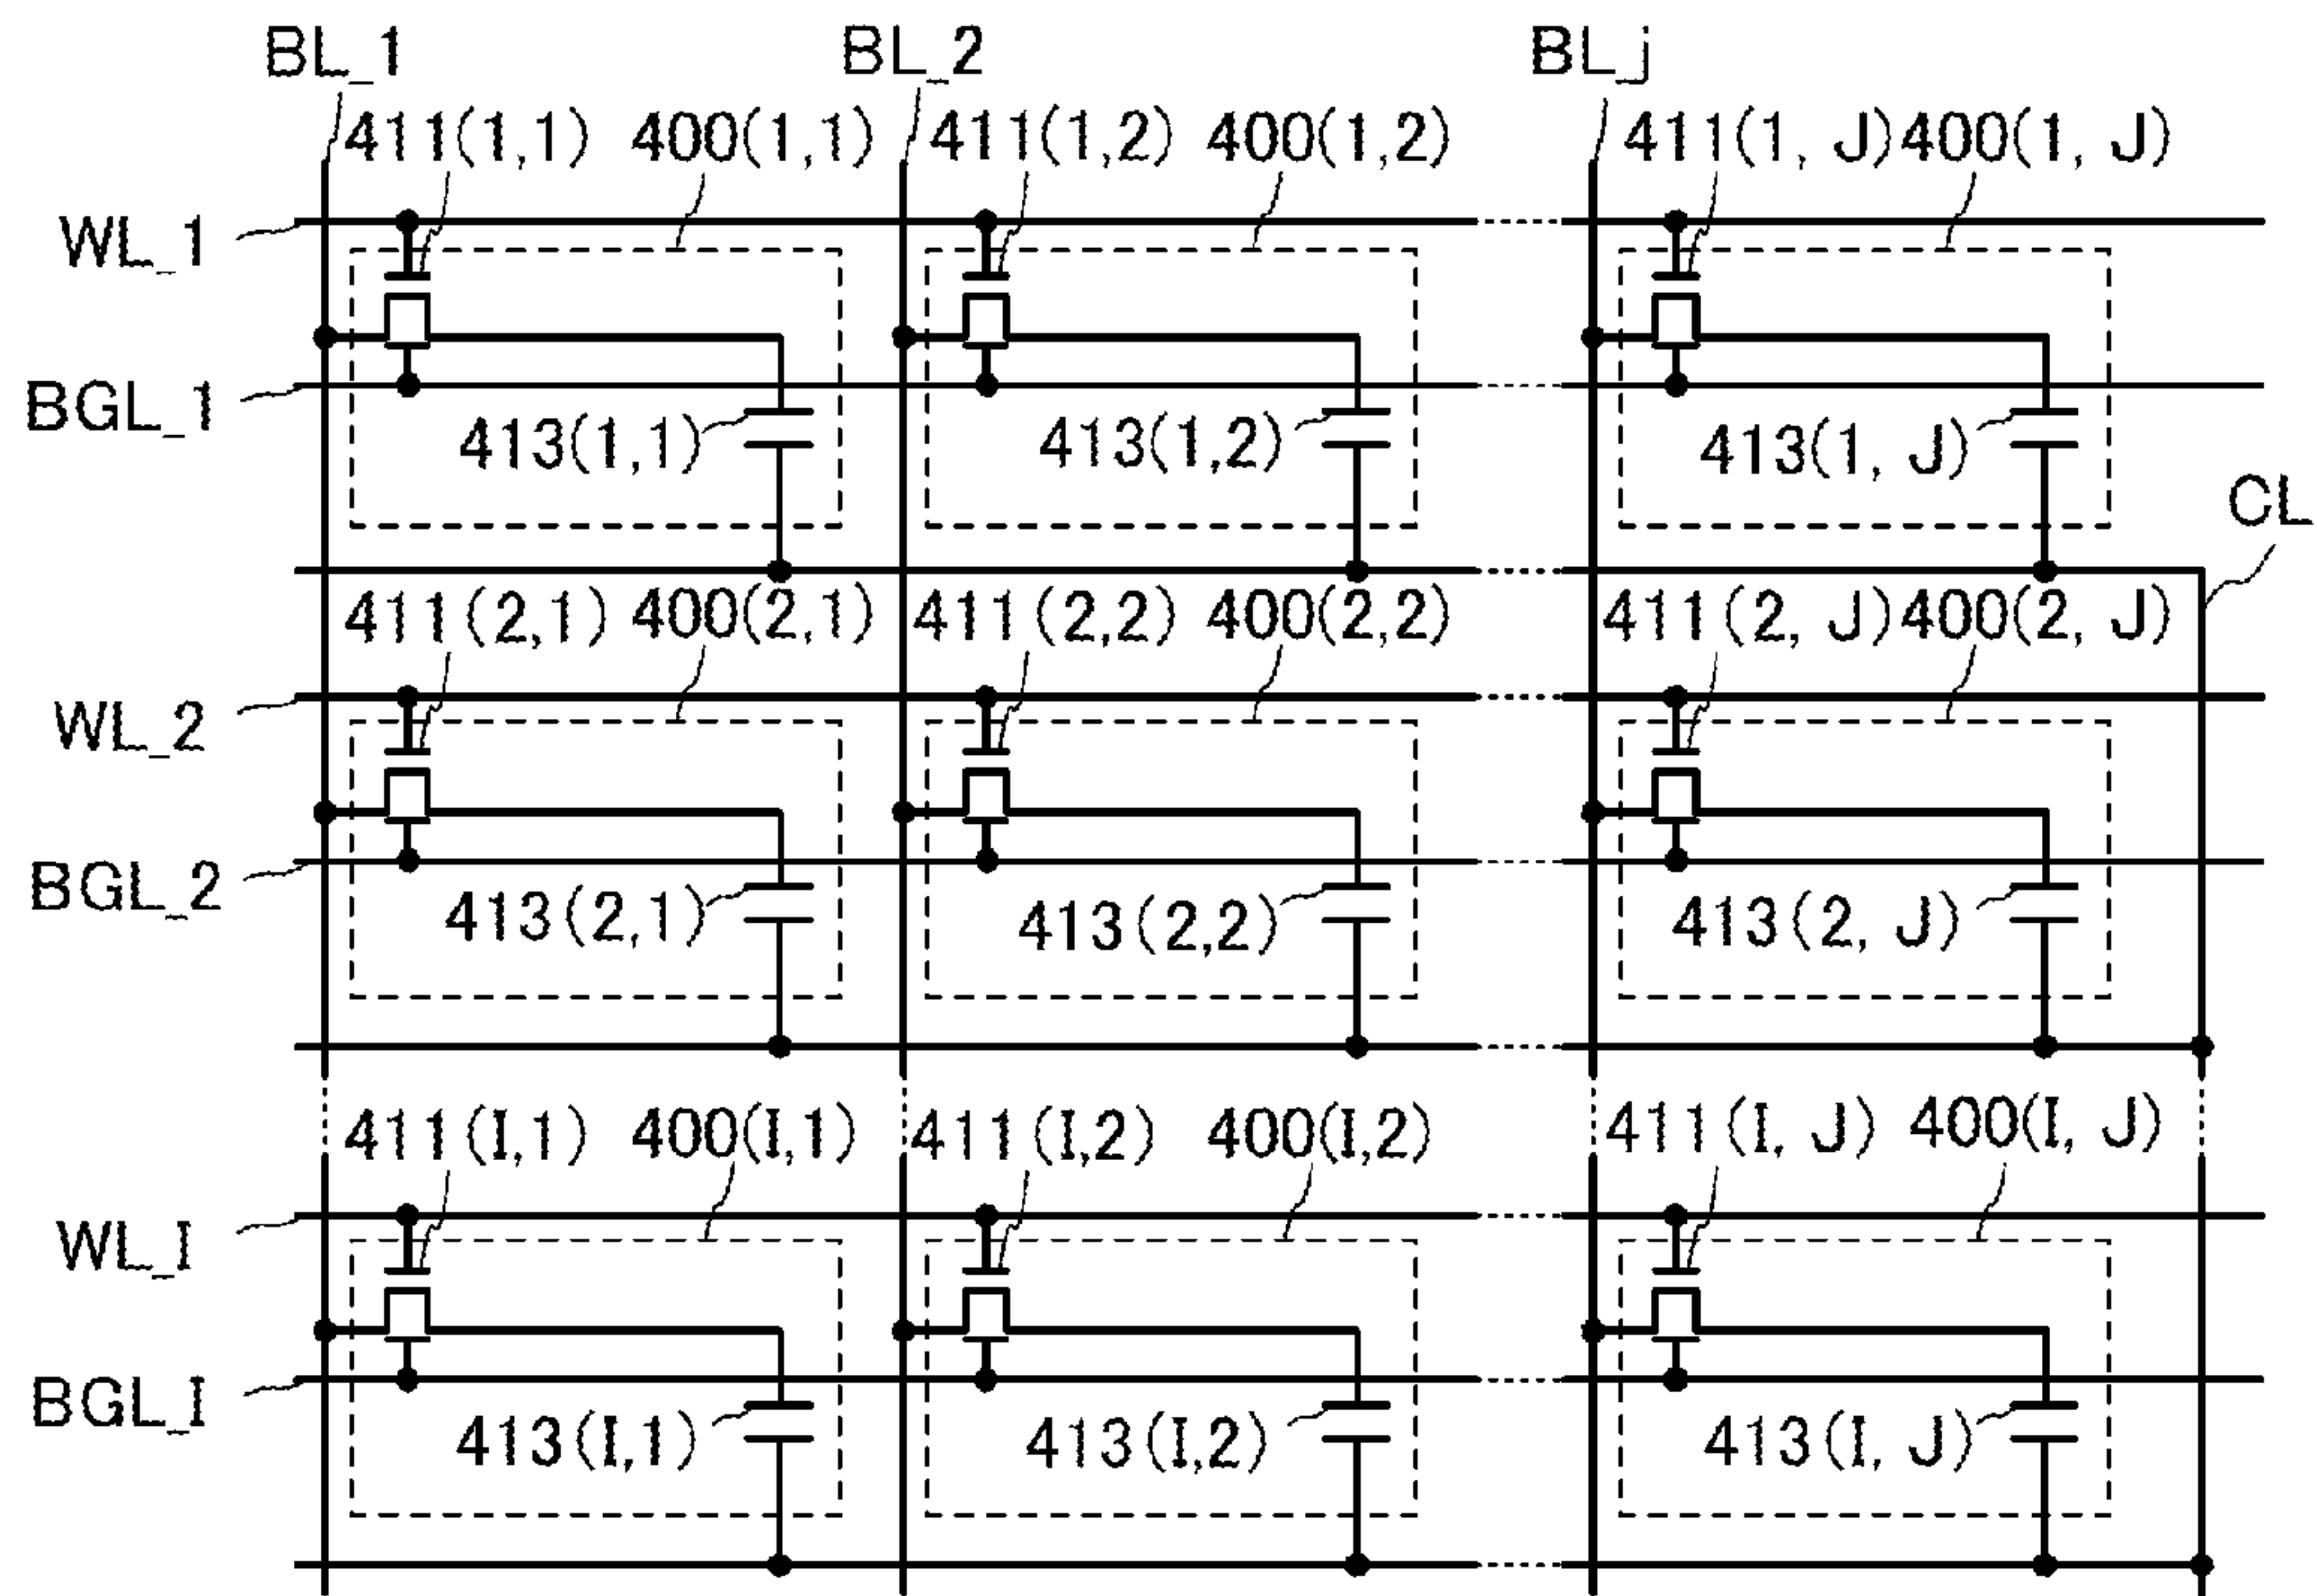 BL_1 BL_2 BL_j
411(1,1) 400(1,1) 411(1,2) 400(1,2) 411(1, J) 400(1, J)
WL_1
BGL_1
413(1,1) 413(1,2) 413(1, J)
CL
411(2,1) 400(2,1) 411(2,2) 400(2,2) 411(2, J) 400(2, J)
WL_2
BGL_2
413(2,1) 413(2,2) 413(2, J)
411(I,1) 400(I,1) 411(I,2) 400(I,2) 411(I, J) 400(I, J)
WL_I
BGL_I
413(I,1) 413(I,2) 413(I, J)